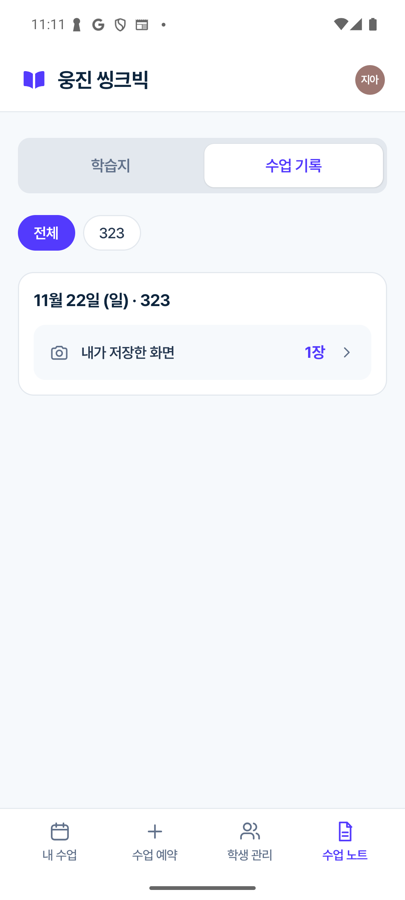 11:11
웅진 씽크빅
지아
학습지
수업 기록
전체
323
11월 22일 (일) · 323
내가 저장한 화면
1장
내 수업
수업 예약
학생 관리
수업 노트